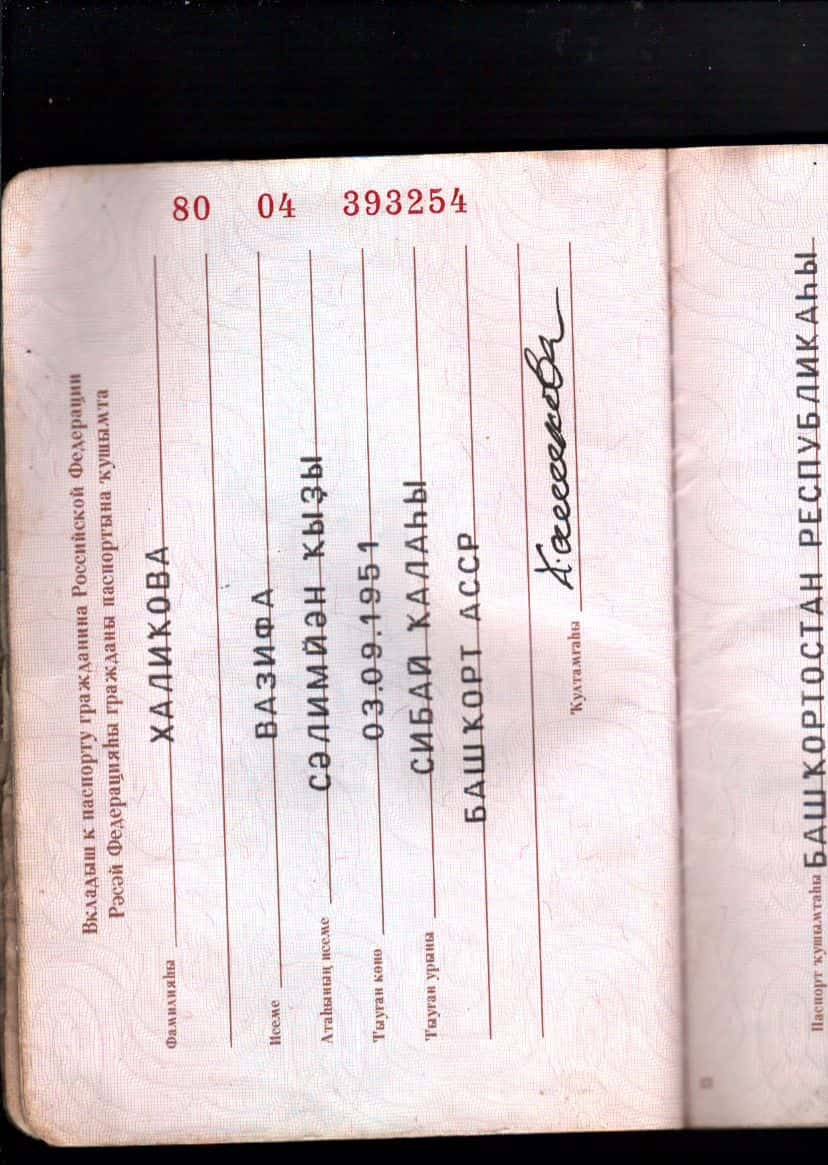 80 04 393254
Вкладыш к паспорту гражданина Российской Федерации
Рәсәй Федерацияһы гражданы паспортына ҡушымта
Фамилияһы ХАЛИКОВА
Исеме ВАЗИФА
Атаһының исеме СӘЛИМЙӘН ҠЫҘЫ
Тыуған көнө 03.09.1951
Тыуған урыны СИБАЙ ҠАЛАҺЫ
БАШҠОРТ АССР
Ҡултамғаһы
Паспорт ҡушымтаһы БАШҠОРТОСТАН РЕСПУБЛИКАҺЫ